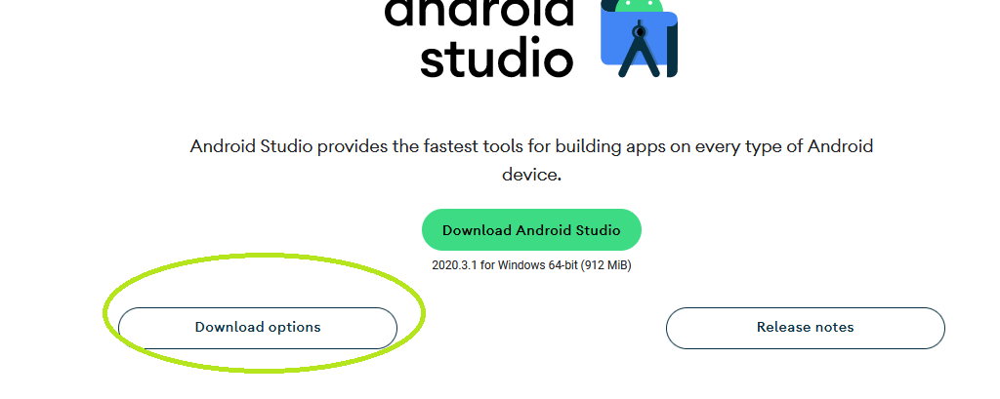 android
studio
Android Studio provides the fastest tools for building apps on every type of Android
device.
Download Android Studio
2020.3.1 for Windows 64-bit (912 MiB)
Download options
Release notes